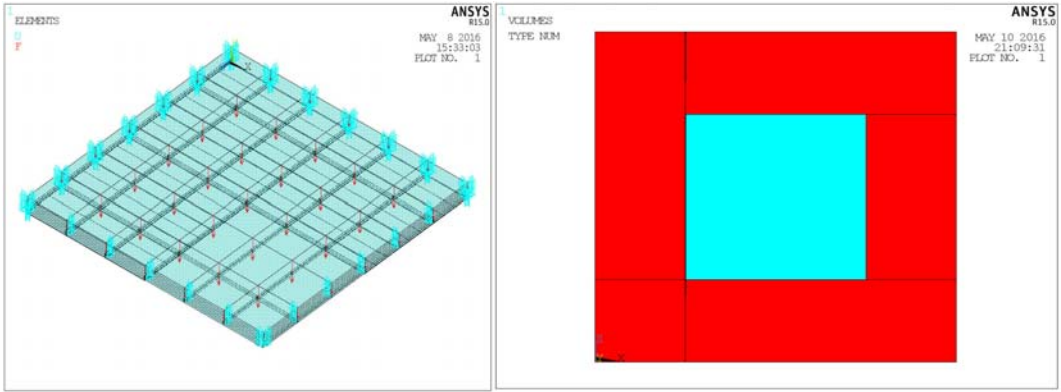 1
ELEMENTS
U
F
ANSYS
R15.0
MAY 8 2016
15:33:03
PLOT NO. 1
X
1
VOLUMES
TYPE NUM
ANSYS
R15.0
MAY 10 2016
21:09:31
PLOT NO. 1
X